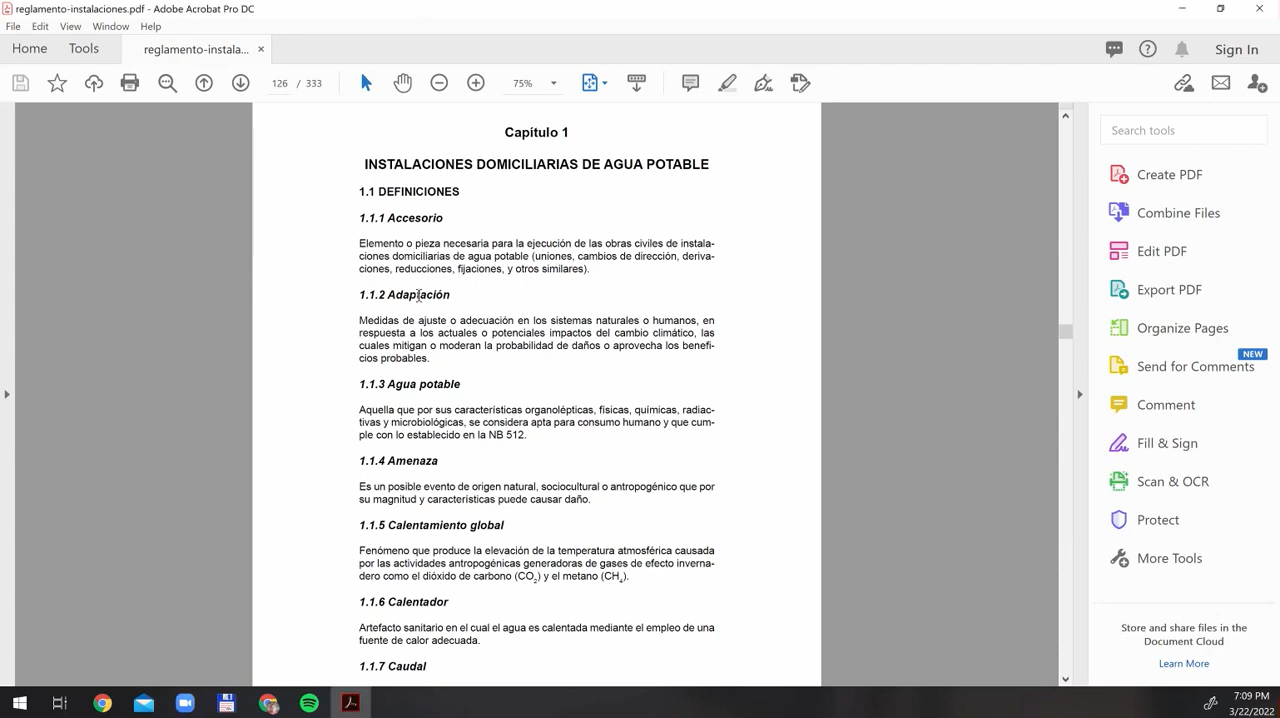 reglamento-instalaciones.pdf - Adobe Acrobat Pro DC
File Edit View Window Help
Home Tools reglamento-instala... × Sign In
126 / 333 75%
Capítulo 1
INSTALACIONES DOMICILIARIAS DE AGUA POTABLE
1.1 DEFINICIONES
1.1.1 Accesorio
Elemento o pieza necesaria para la ejecución de las obras civiles de instala-
ciones domiciliarias de agua potable (uniones, cambios de dirección, deriva-
ciones, reducciones, fijaciones, y otros similares).
1.1.2 Adaptación
Medidas de ajuste o adecuación en los sistemas naturales o humanos, en
respuesta a los actuales o potenciales impactos del cambio climático, las
cuales mitigan o moderan la probabilidad de daños o aprovecha los benefi-
cios probables.
1.1.3 Agua potable
Aquella que por sus características organolépticas, físicas, químicas, radiac-
tivas y microbiológicas, se considera apta para consumo humano y que cum-
ple con lo establecido en la NB 512.
1.1.4 Amenaza
Es un posible evento de origen natural, sociocultural o antropogénico que por
su magnitud y características puede causar daño.
1.1.5 Calentamiento global
Fenómeno que produce la elevación de la temperatura atmosférica causada
por las actividades antropogénicas generadoras de gases de efecto inverna-
dero como el dióxido de carbono (CO2) y el metano (CH4).
1.1.6 Calentador
Artefacto sanitario en el cual el agua es calentada mediante el empleo de una
fuente de calor adecuada.
1.1.7 Caudal
Search tools
Create PDF
Combine Files
Edit PDF
Export PDF
Organize Pages
NEW
Send for Comments
Comment
Fill & Sign
Scan & OCR
Protect
More Tools
Store and share files in the
Document Cloud
Learn More
7:09 PM
3/22/2022